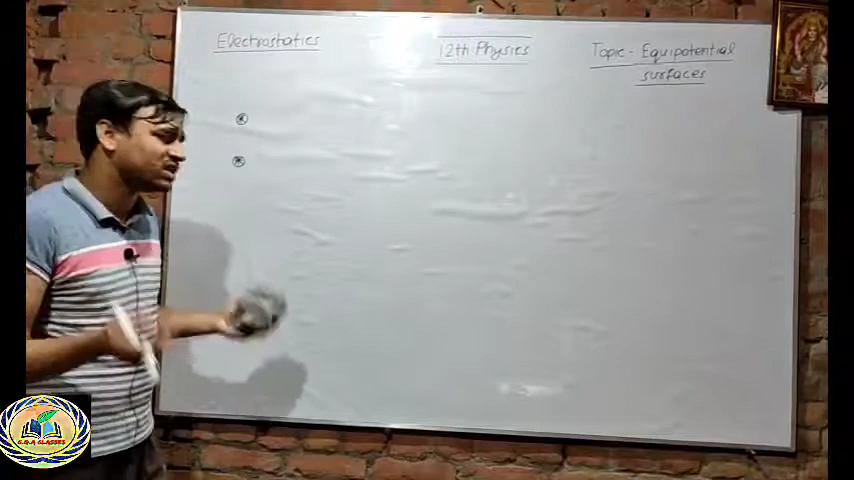 Electrostatics
12th Physics
Topic - Equipotential
surfaces